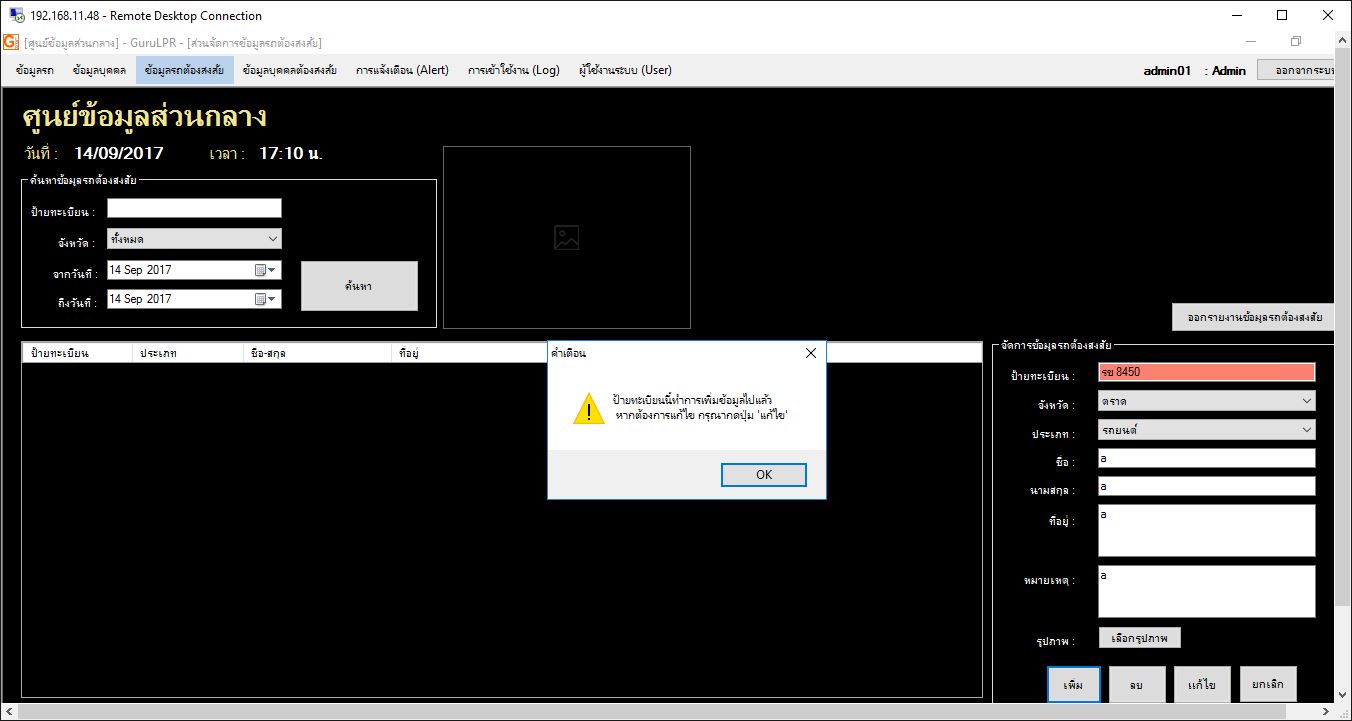 192.168.11.48 - Remote Desktop Connection
[ศูนย์ข้อมูลส่วนกลาง] - GuruLPR - [ส่วนจัดการข้อมูลรถต้องสงสัย]
ข้อมูลรถ ข้อมูลบุคคล ข้อมูลรถต้องสงสัย ข้อมูลบุคคลต้องสงสัย การแจ้งเตือน (Alert) การเข้าใช้งาน (Log) ผู้ใช้งานระบบ (User) admin01 : Admin ออกจากระบบ
ศูนย์ข้อมูลส่วนกลาง
วันที่ : 14/09/2017 เวลา : 17:10 น.
ค้นหาข้อมูลรถต้องสงสัย
ป้ายทะเบียน :
จังหวัด : ทั้งหมด
จากวันที่ : 14 Sep 2017
ถึงวันที่ : 14 Sep 2017
ค้นหา
ออกรายงานข้อมูลรถต้องสงสัย
ป้ายทะเบียน ประเภท ชื่อ-สกุล ที่อยู่
คำเตือน
ป้ายทะเบียนนี้ทำการเพิ่มข้อมูลไปแล้ว
หากต้องการแก้ไข กรุณากดปุ่ม 'แก้ไข'
OK
จัดการข้อมูลรถต้องสงสัย
ป้ายทะเบียน : รข 8450
จังหวัด : ตราด
ประเภท : รถยนต์
ชื่อ : a
นามสกุล : a
ที่อยู่ : a
หมายเหตุ : a
รูปภาพ : เลือกรูปภาพ
เพิ่ม ลบ แก้ไข ยกเลิก